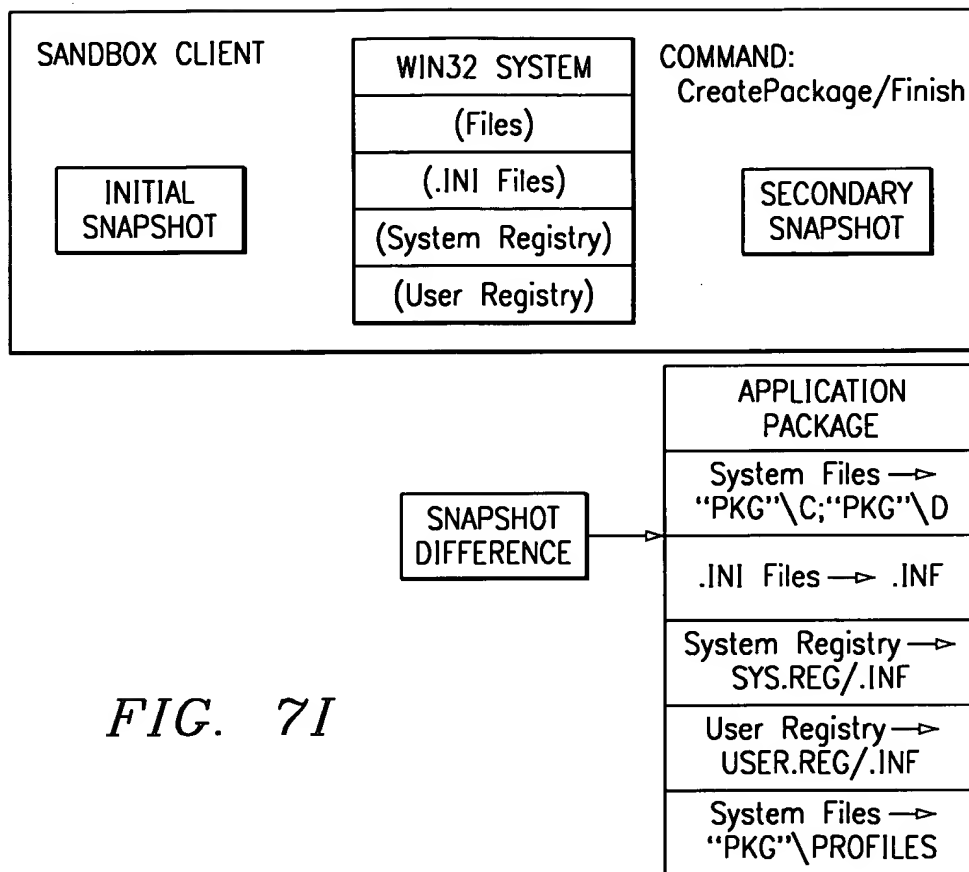 SANDBOX CLIENT
WIN32 SYSTEM
(Files)
(.INI Files)
(System Registry)
(User Registry)
COMMAND:
CreatePackage/Finish
INITIAL
SNAPSHOT
SECONDARY
SNAPSHOT
APPLICATION
PACKAGE
System Files →
“PKG”\C;“PKG”\D
.INI Files → .INF
System Registry →
SYS.REG/.INF
User Registry →
USER.REG/.INF
System Files →
“PKG”\PROFILES
SNAPSHOT
DIFFERENCE
FIG. 7I